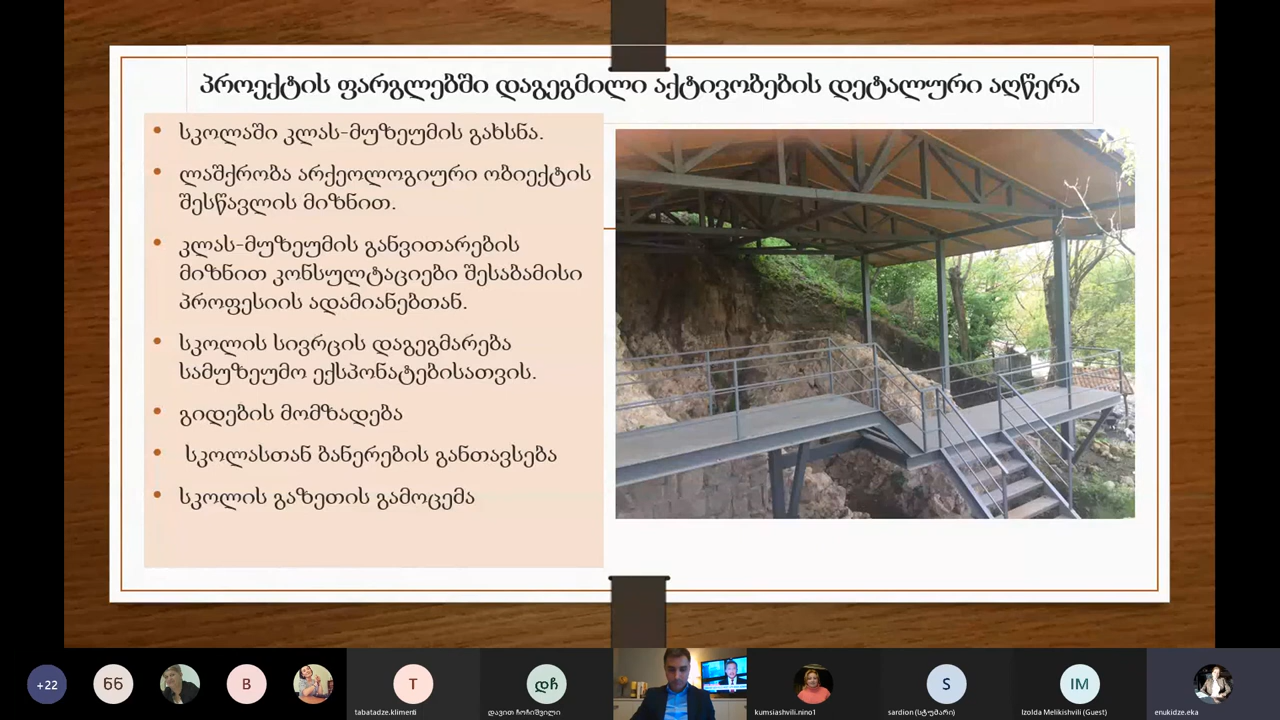 პროექტის ფარგლებში დაგეგმილი აქტივობების დეტალური აღწერა
• სკოლაში კლას-მუზეუმის გახსნა.
• ლაშქრობა არქეოლოგიური ობიექტის
შესწავლის მიზნით.
• კლას-მუზეუმის განვითარების
მიზნით კონსულტაციები შესაბამისი
პროფესიის ადამიანებთან.
• სკოლის სივრცის დაგეგმარება
სამუზეუმო ექსპონატებისათვის.
• გიდების მომზადება
• სკოლასთან ბანერების განთავსება
• სკოლის გაზეთის გამოცემა
+22
ნნ
B
T
დჩ
S
IM
tabatadze.klimenti
დავით ჩოჩიშვილი
kumsiashvili.nino1
sardion (სტუმარი)
Izolda Melikishvili (Guest)
enukidze.eka